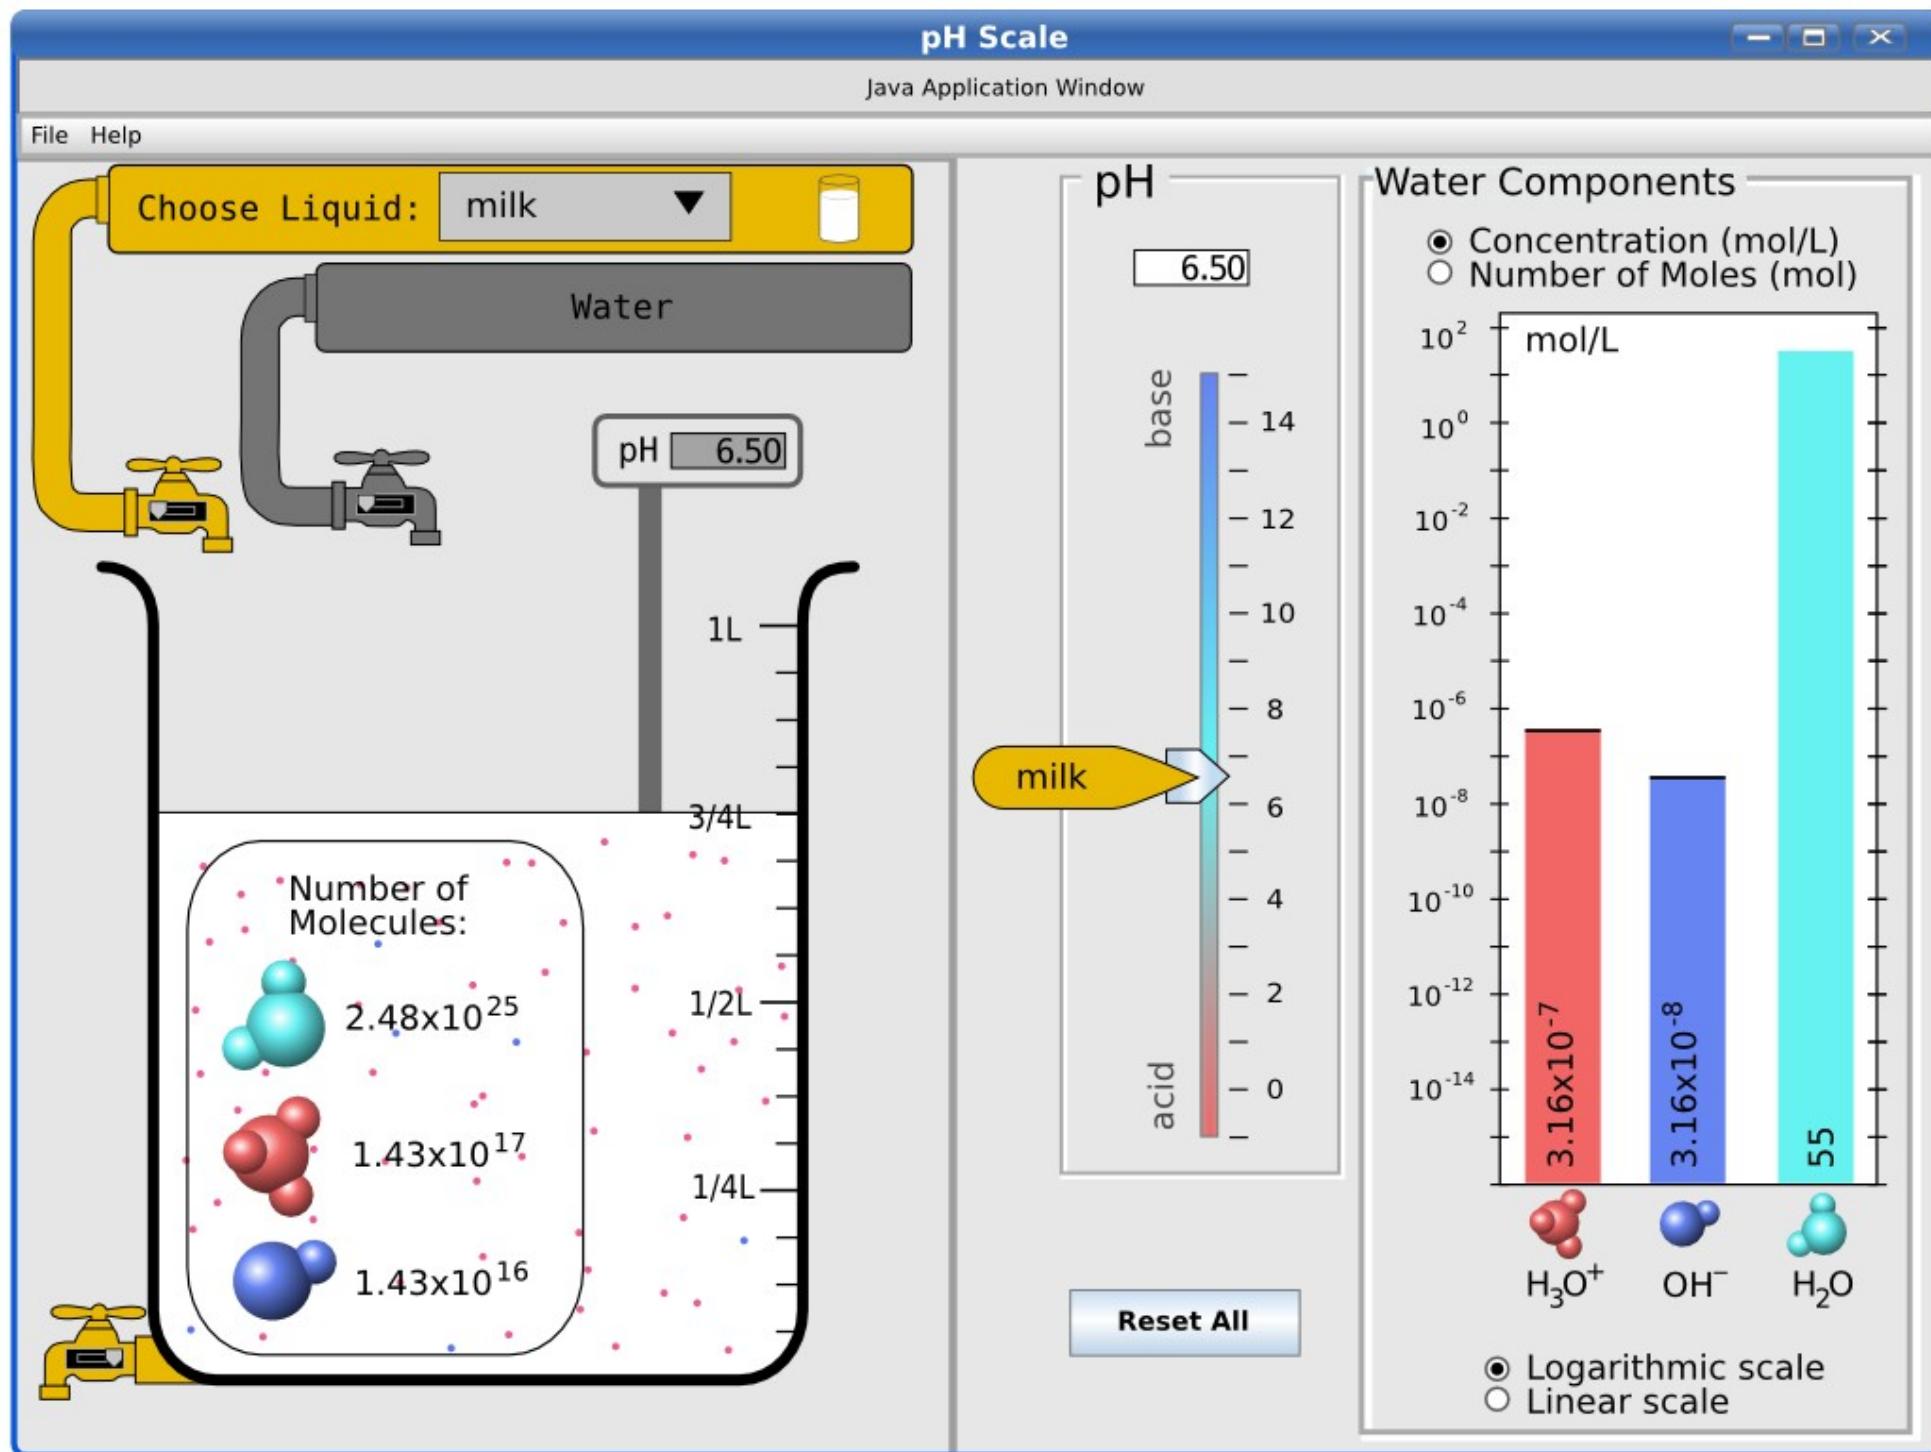 pH Scale
Java Application Window
File Help
Choose Liquid: milk
Water
pH 6.50
1L
3/4L
1/2L
1/4L
Number of
Molecules:
2.48x10^25
1.43x10^17
1.43x10^16
pH
6.50
base
acid
14
12
10
8
6
4
2
0
milk
Reset All
Water Components
Concentration (mol/L)
Number of Moles (mol)
mol/L
10^2
10^0
10^-2
10^-4
10^-6
10^-8
10^-10
10^-12
10^-14
3.16x10^-7
3.16x10^-8
55
H₃O⁺
OH⁻
H₂O
Logarithmic scale
Linear scale